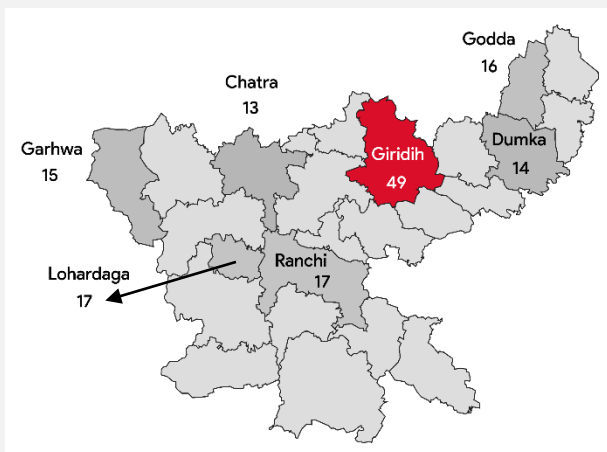 Godda
16
Chatra
13
Garhwa
15
Giridih
49
Dumka
14
Lohardaga
17
Ranchi
17